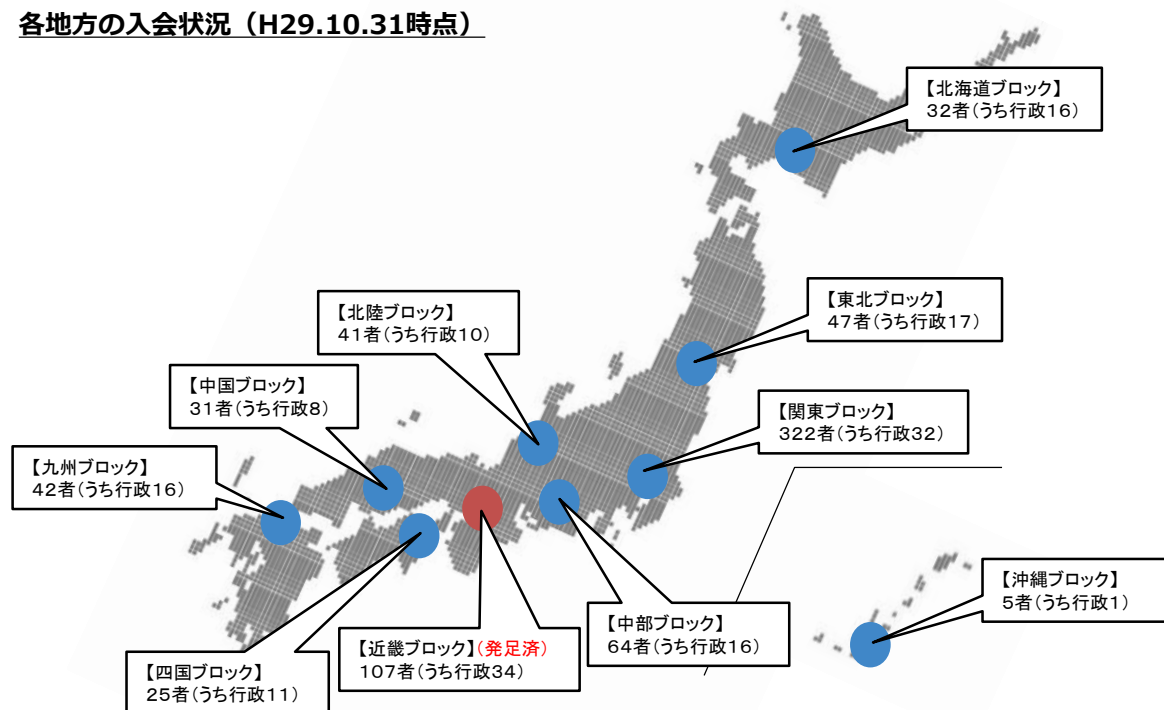 各地方の入会状況（H29.10.31時点）
【北海道ブロック】
32者（うち行政16）
【東北ブロック】
47者（うち行政17）
【北陸ブロック】
41者（うち行政10）
【中国ブロック】
31者（うち行政8）
【関東ブロック】
322者（うち行政32）
【九州ブロック】
42者（うち行政16）
【沖縄ブロック】
5者（うち行政1）
【中部ブロック】
64者（うち行政16）
【近畿ブロック】（発足済）
107者（うち行政34）
【四国ブロック】
25者（うち行政11）